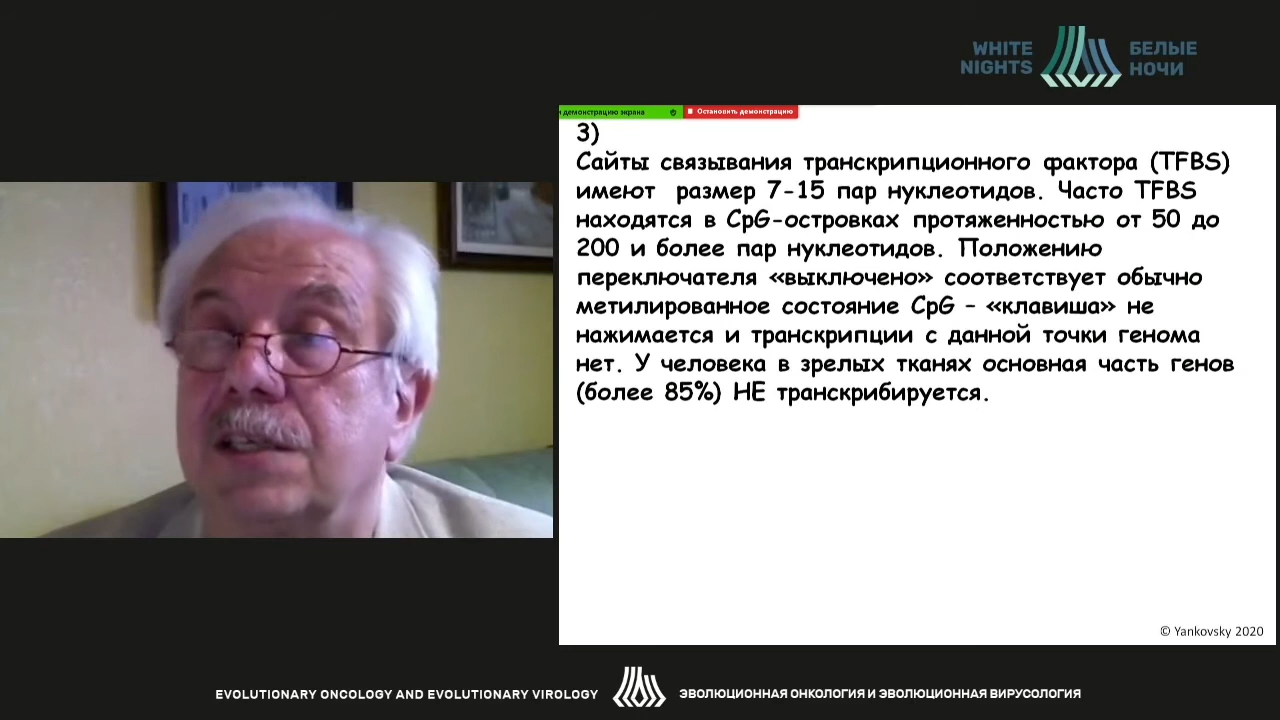 WHITE
NIGHTS
БЕЛЫЕ
НОЧИ
демонстрацию экрана
Остановить демонстрацию
3)
Сайты связывания транскрипционного фактора (TFBS)
имеют размер 7-15 пар нуклеотидов. Часто TFBS
находятся в CpG-островках протяженностью от 50 до
200 и более пар нуклеотидов. Положению
переключателя «выключено» соответствует обычно
метилированное состояние CpG – «клавиша» не
нажимается и транскрипции с данной точки генома
нет. У человека в зрелых тканях основная часть генов
(более 85%) НЕ транскрибируется.
© Yankovsky 2020
EVOLUTIONARY ONCOLOGY AND EVOLUTIONARY VIROLOGY
ЭВОЛЮЦИОННАЯ ОНКОЛОГИЯ И ЭВОЛЮЦИОННАЯ ВИРУСОЛОГИЯ